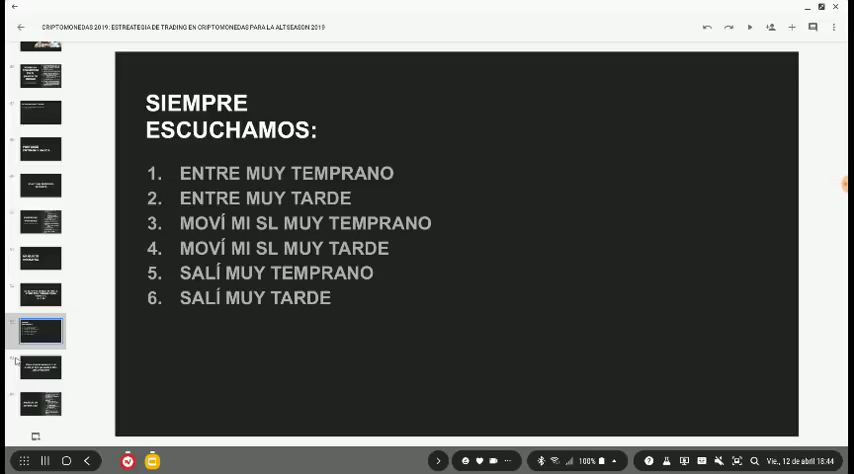 CRIPTOMONEDAS 2019: ESTREATEGIA DE TRADING EN CRIPTOMONEDAS PARA LA ALTSEASON 2019
SIEMPRE
ESCUCHAMOS:
1. ENTRE MUY TEMPRANO
2. ENTRE MUY TARDE
3. MOVÍ MI SL MUY TEMPRANO
4. MOVÍ MI SL MUY TARDE
5. SALÍ MUY TEMPRANO
6. SALÍ MUY TARDE
100%
Vie., 12 de abril 18:44